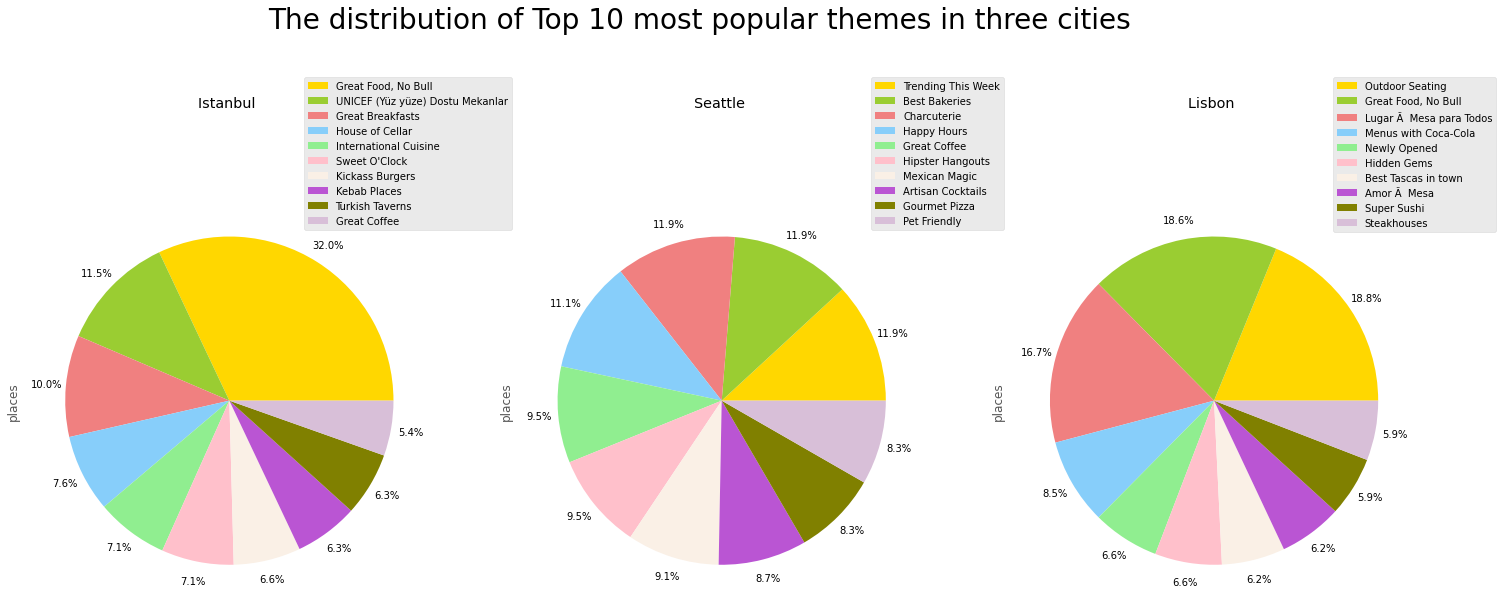 The distribution of Top 10 most popular themes in three cities
Istanbul
Great Food, No Bull
UNICEF (Yüz yüze) Dostu Mekanlar
Great Breakfasts
House of Cellar
International Cuisine
Sweet O'Clock
Kickass Burgers
Kebab Places
Turkish Taverns
Great Coffee
32.0%
11.5%
10.0%
7.6%
7.1%
7.1%
6.6%
6.3%
6.3%
5.4%
places
Seattle
Trending This Week
Best Bakeries
Charcuterie
Happy Hours
Great Coffee
Hipster Hangouts
Mexican Magic
Artisan Cocktails
Gourmet Pizza
Pet Friendly
11.9%
11.9%
11.9%
11.1%
9.5%
9.5%
9.1%
8.7%
8.3%
8.3%
places
Lisbon
Outdoor Seating
Great Food, No Bull
Lugar Ã  Mesa para Todos
Menus with Coca-Cola
Newly Opened
Hidden Gems
Best Tascas in town
Amor Ã  Mesa
Super Sushi
Steakhouses
18.8%
18.6%
16.7%
8.5%
6.6%
6.6%
6.2%
6.2%
5.9%
5.9%
places